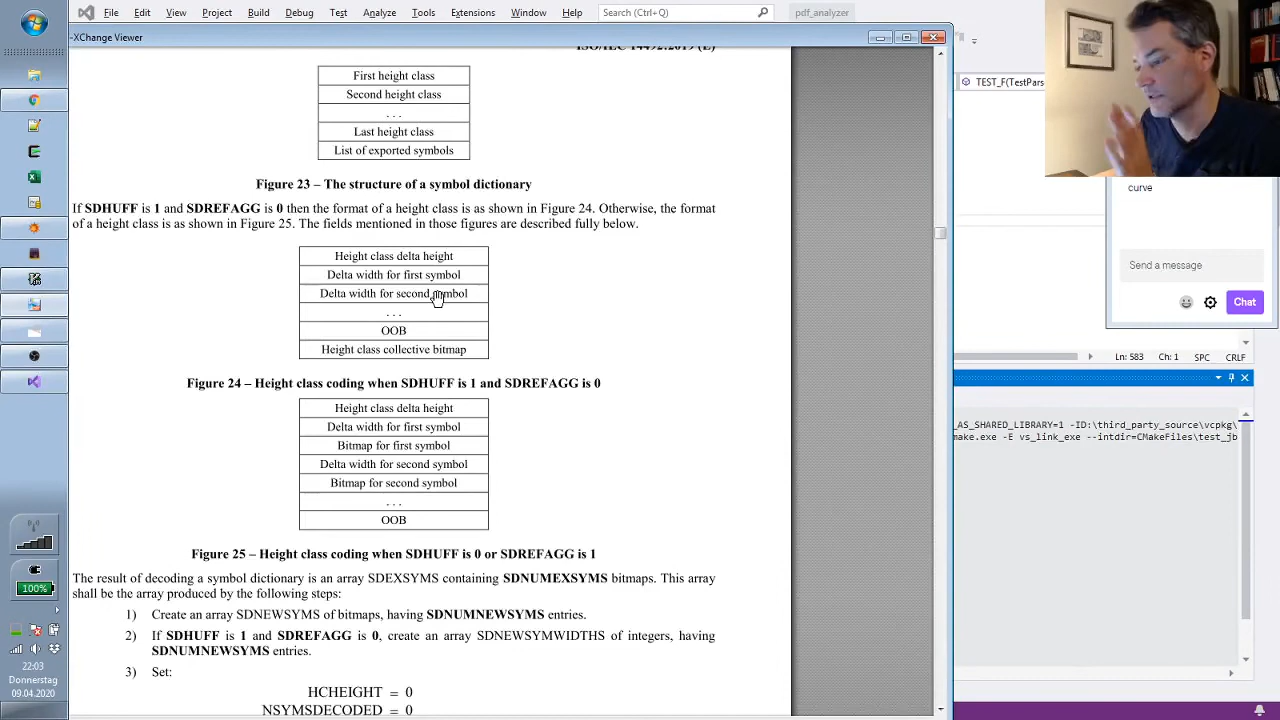 File Edit View Project Build Debug Test Analyze Tools Extensions Window Help Search (Ctrl+Q) pdf_analyzer
-XChange Viewer
ISO/IEC 14492:2019 (E)
First height class
Second height class
. . .
Last height class
List of exported symbols
Figure 23 – The structure of a symbol dictionary
If SDHUFF is 1 and SDREFAGG is 0 then the format of a height class is as shown in Figure 24. Otherwise, the format
of a height class is as shown in Figure 25. The fields mentioned in those figures are described fully below.
Height class delta height
Delta width for first symbol
Delta width for second symbol
. . .
OOB
Height class collective bitmap
Figure 24 – Height class coding when SDHUFF is 1 and SDREFAGG is 0
Height class delta height
Delta width for first symbol
Bitmap for first symbol
Delta width for second symbol
Bitmap for second symbol
. . .
OOB
Figure 25 – Height class coding when SDHUFF is 0 or SDREFAGG is 1
The result of decoding a symbol dictionary is an array SDEXSYMS containing SDNUMEXSYMS bitmaps. This array
shall be the array produced by the following steps:
1) Create an array SDNEWSYMS of bitmaps, having SDNUMNEWSYMS entries.
2) If SDHUFF is 1 and SDREFAGG is 0, create an array SDNEWSYMWIDTHS of integers, having
SDNUMNEWSYMS entries.
3) Set:
HCHEIGHT = 0
NSYMSDECODED = 0
TEST_F(TestPars
curve
Send a message
Chat
Ln: 583 Ch: 1 SPC CRLF
_AS_SHARED_LIBRARY=1 -ID:\third_party_source\vcpkg\
make.exe -E vs_link_exe --intdir=CMakeFiles\test_jb
100%
22:03
Donnerstag
09.04.2020